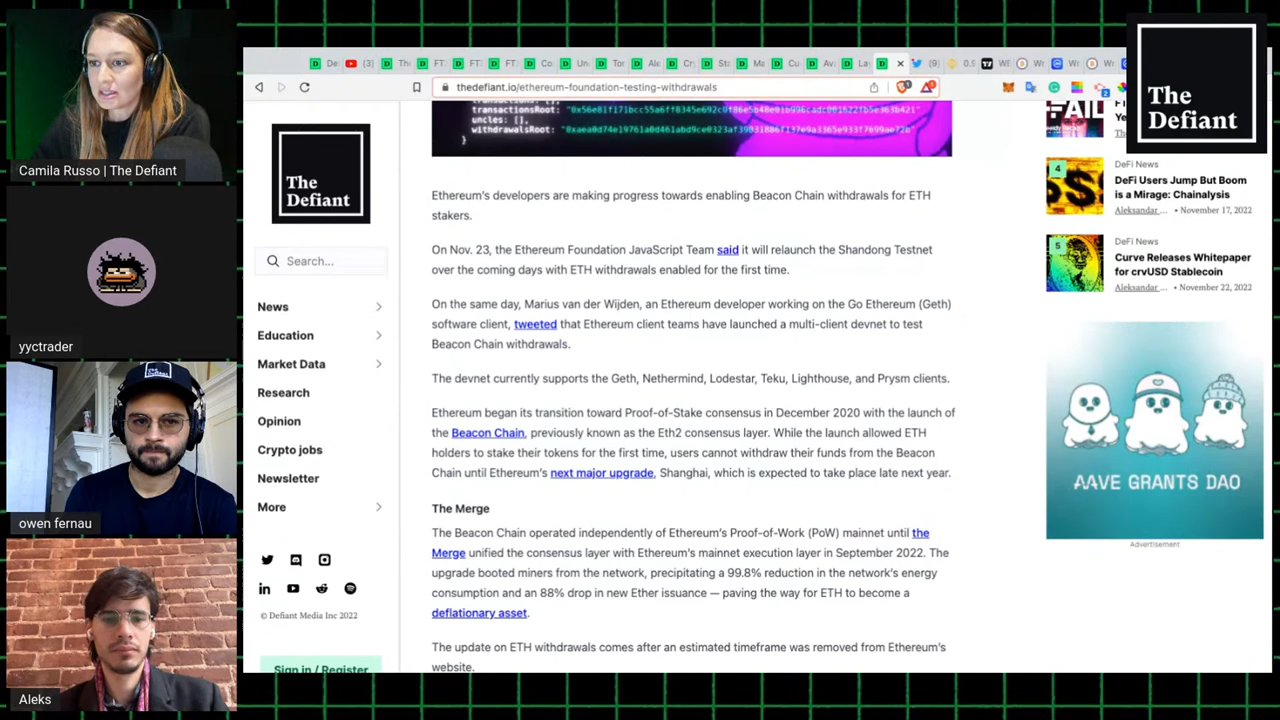 Camila Russo | The Defiant
yyctrader
owen fernau
Aleks
thedefiant.io/ethereum-foundation-testing-withdrawals
The
Defiant
Search...
News
Education
Market Data
Research
Opinion
Crypto jobs
Newsletter
More
© Defiant Media Inc 2022
Sign in / Register
uncles: [],
}
Ethereum's developers are making progress towards enabling Beacon Chain withdrawals for ETH
stakers.
On Nov. 23, the Ethereum Foundation JavaScript Team said it will relaunch the Shandong Testnet
over the coming days with ETH withdrawals enabled for the first time.
On the same day, Marius van der Wijden, an Ethereum developer working on the Go Ethereum (Geth)
software client, tweeted that Ethereum client teams have launched a multi-client devnet to test
Beacon Chain withdrawals.
The devnet currently supports the Geth, Nethermind, Lodestar, Teku, Lighthouse, and Prysm clients.
Ethereum began its transition toward Proof-of-Stake consensus in December 2020 with the launch of
the Beacon Chain, previously known as the Eth2 consensus layer. While the launch allowed ETH
holders to stake their tokens for the first time, users cannot withdraw their funds from the Beacon
Chain until Ethereum's next major upgrade, Shanghai, which is expected to take place late next year.
The Merge
The Beacon Chain operated independently of Ethereum's Proof-of-Work (PoW) mainnet until the
Merge unified the consensus layer with Ethereum's mainnet execution layer in September 2022. The
upgrade booted miners from the network, precipitating a 99.8% reduction in the network's energy
consumption and an 88% drop in new Ether issuance — paving the way for ETH to become a
deflationary asset.
The update on ETH withdrawals comes after an estimated timeframe was removed from Ethereum's
website.
The
Defiant
4
DeFi News
DeFi Users Jump But Boom
is a Mirage: Chainalysis
Aleksandar ... • November 17, 2022
5
DeFi News
Curve Releases Whitepaper
for crvUSD Stablecoin
Aleksandar ... • November 22, 2022
AAVE GRANTS DAO
Advertisement